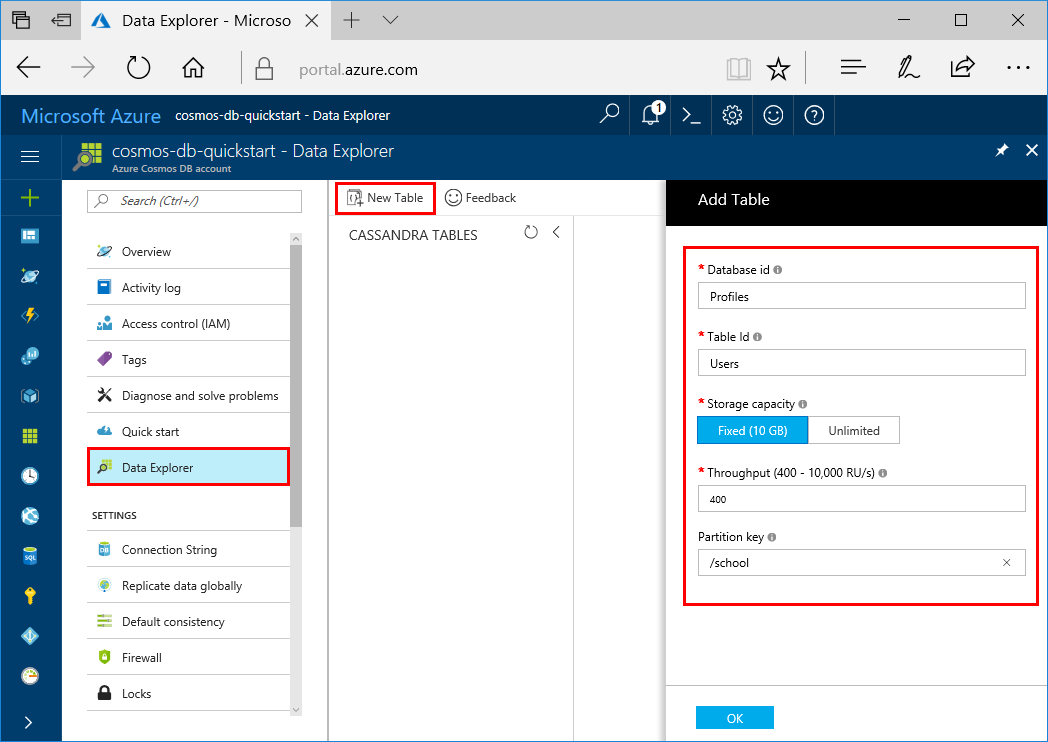 Data Explorer - Microso
portal.azure.com
Microsoft Azure cosmos-db-quickstart - Data Explorer
1
cosmos-db-quickstart - Data Explorer
Azure Cosmos DB account
Search (Ctrl+/)
Overview
Activity log
Access control (IAM)
Tags
Diagnose and solve problems
Quick start
Data Explorer
SETTINGS
Connection String
Replicate data globally
Default consistency
Firewall
Locks
New Table
Feedback
CASSANDRA TABLES
Add Table
* Database id
Profiles
* Table Id
Users
* Storage capacity
Fixed (10 GB) Unlimited
* Throughput (400 - 10,000 RU/s)
400
Partition key
/school
OK
SQL
DB